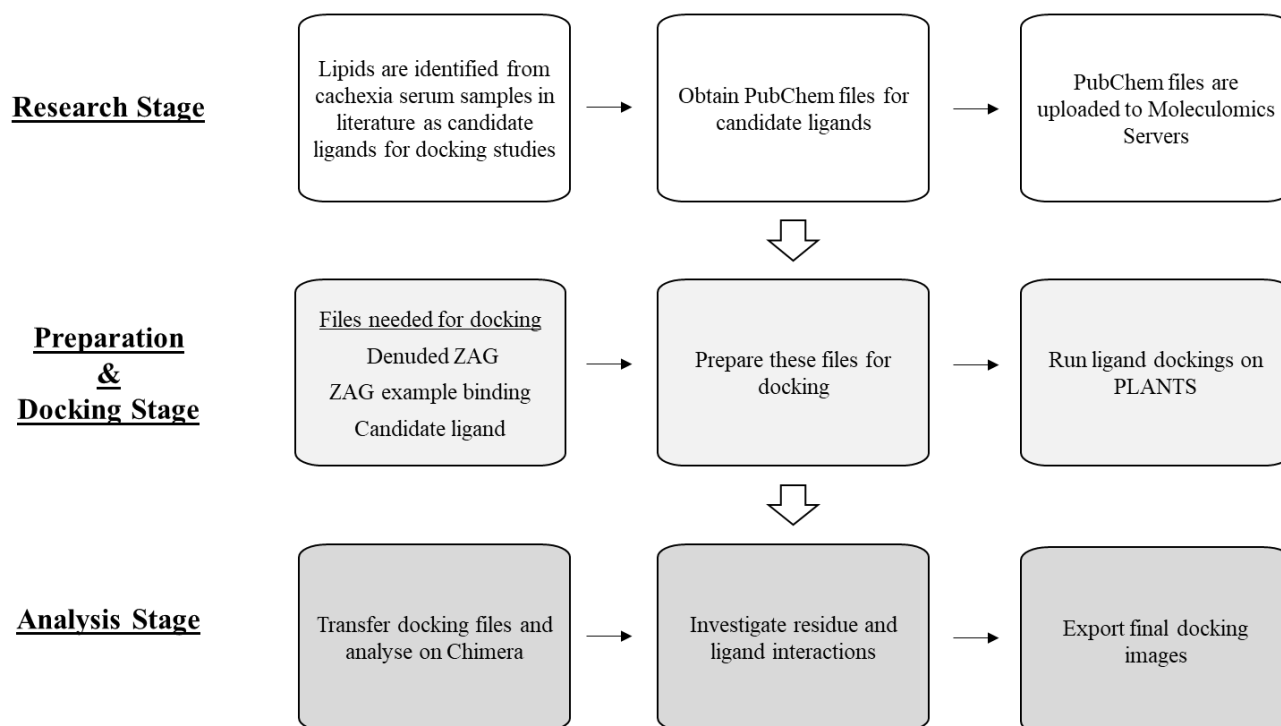 Research Stage
Lipids are identified from
cachexia serum samples in
literature as candidate
ligands for docking studies
Obtain PubChem files for
candidate ligands
PubChem files are
uploaded to Moleculomics
Servers
Preparation
&
Docking Stage
Files needed for docking
Denuded ZAG
ZAG example binding
Candidate ligand
Prepare these files for
docking
Run ligand dockings on
PLANTS
Analysis Stage
Transfer docking files and
analyse on Chimera
Investigate residue and
ligand interactions
Export final docking
images